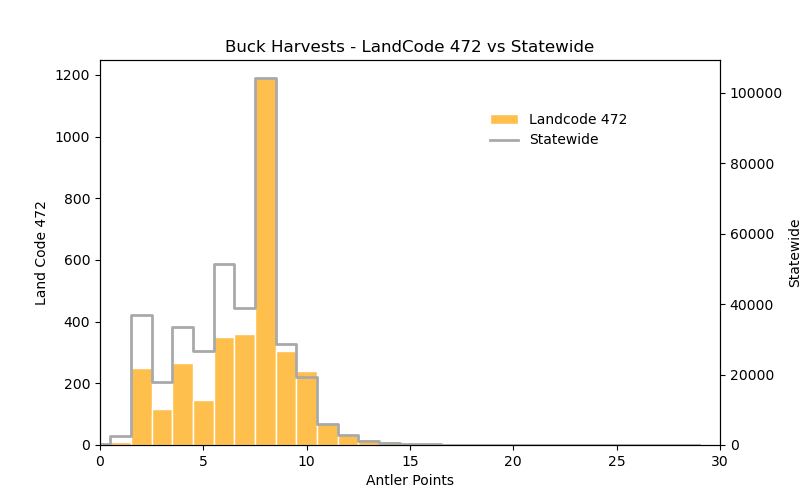 Buck Harvests - LandCode 472 vs Statewide
Landcode 472
Statewide
Land Code 472
1200
1000
800
600
400
200
0
100000
80000
60000
40000
20000
0
Statewide
0 5 10 15 20 25 30
Antler Points